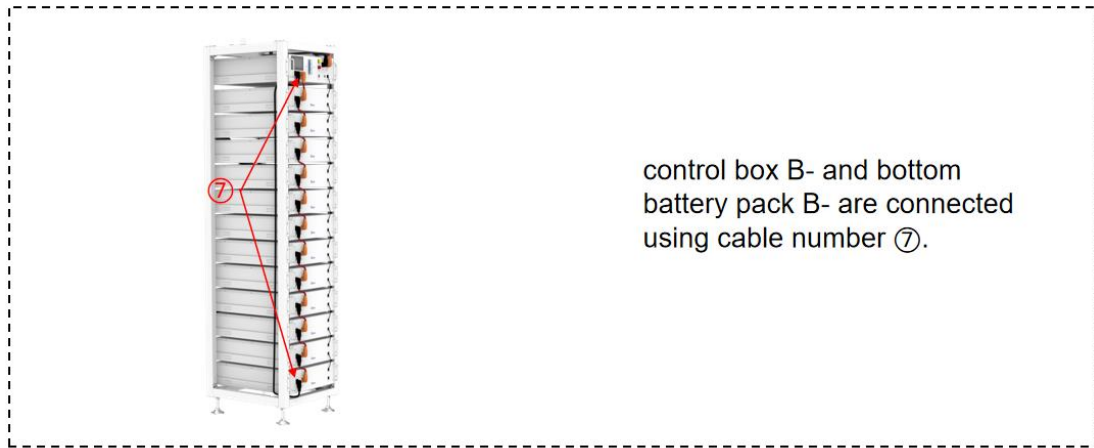 ⑦
control box B- and bottom
battery pack B- are connected
using cable number ⑦.